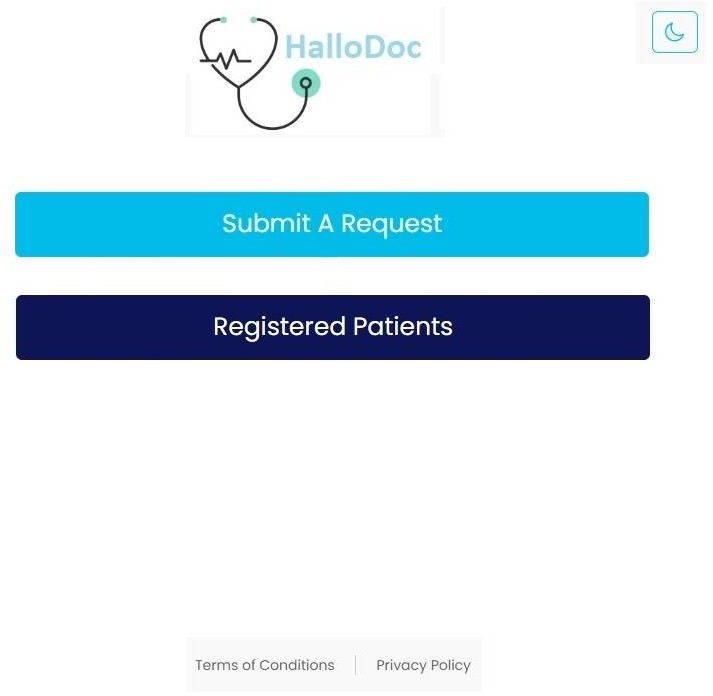 HalloDoc
Submit A Request
Registered Patients
Terms of Conditions
Privacy Policy